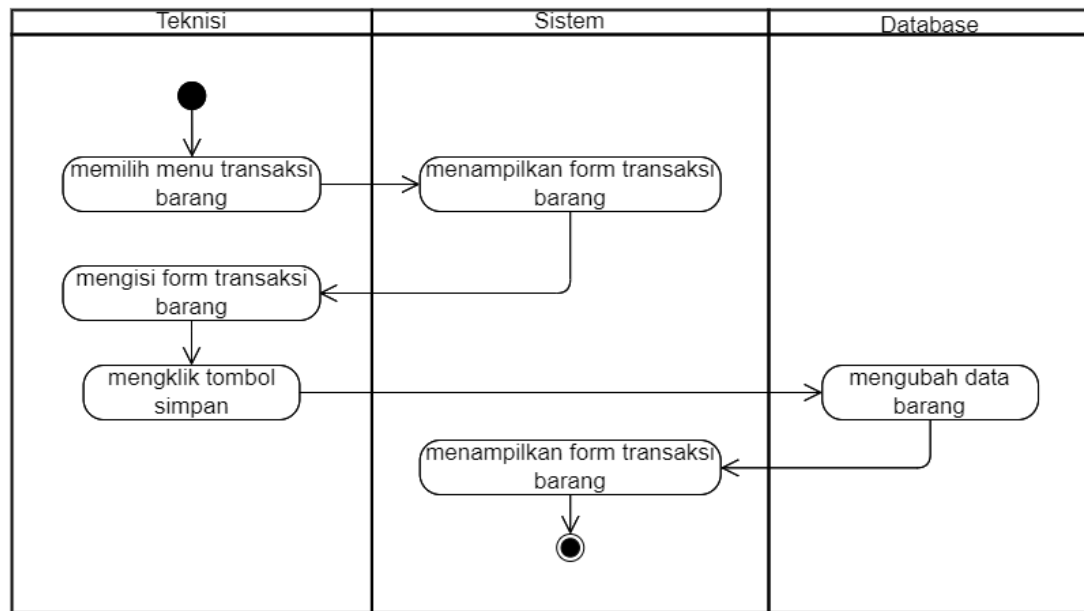 Teknisi
Sistem
Database
memilih menu transaksi
barang
menampilkan form transaksi
barang
mengisi form transaksi
barang
mengklik tombol
simpan
mengubah data
barang
menampilkan form transaksi
barang